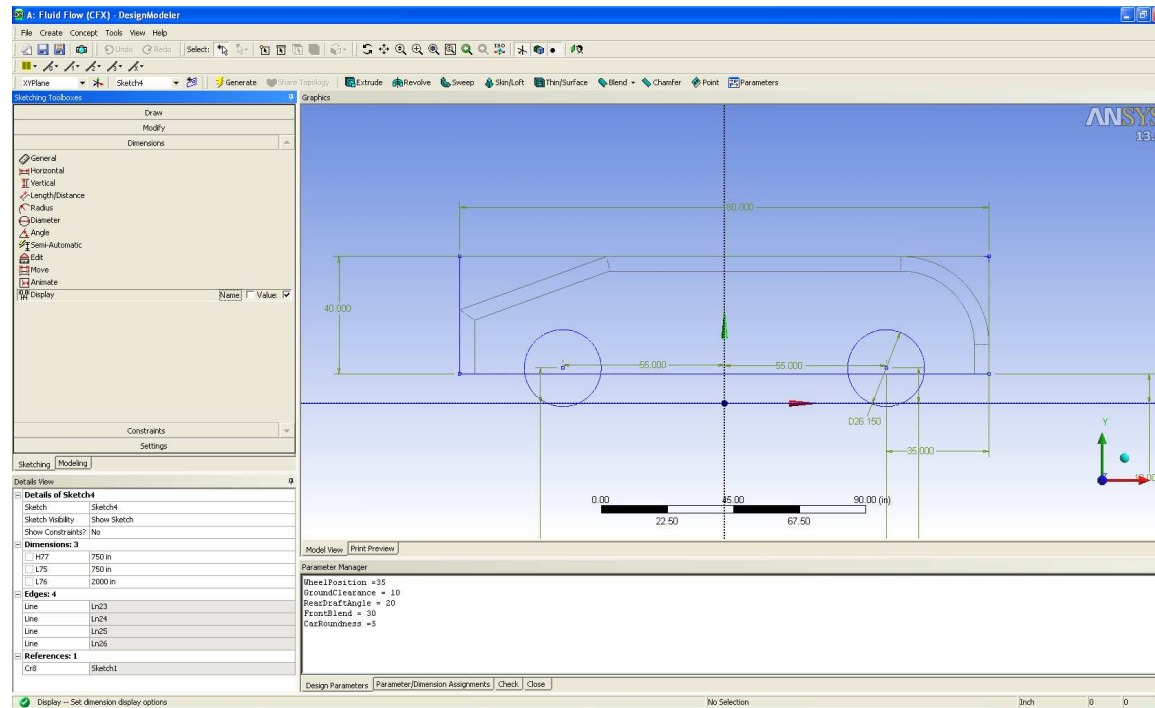 A: Fluid Flow (CFX) - DesignModeler
File Create Concept Tools View Help
Undo Redo Select:
XYPlane Sketch4 Generate Share Topology Extrude Revolve Sweep Skin/Loft Thin/Surface Blend Chamfer Point Parameters
Sketching Toolboxes
Draw
Modify
Dimensions
General
Horizontal
Vertical
Length/Distance
Radius
Diameter
Angle
Semi-Automatic
Edit
Move
Animate
Display Name: Value:
Constraints
Settings
Sketching Modeling
Details View
Details of Sketch4
Sketch Sketch4
Sketch Visibility Show Sketch
Show Constraints? No
Dimensions: 3
H77 750 in
L75 750 in
L76 2000 in
Edges: 4
Line Ln23
Line Ln24
Line Ln25
Line Ln26
References: 1
Cr8 Sketch1
Graphics
ANSYS
13.
80.000
40.000
55.000 55.000
D26.150
35.000
Y
0.00 45.00 90.00 (in)
22.50 67.50
Model View Print Preview
Parameter Manager
WheelPosition =35
GroundClearance = 10
RearDraftAngle = 20
FrontBlend = 30
CarRoundness =5
Design Parameters Parameter/Dimension Assignments Check Close
Display -- Set dimension display options No Selection Inch 0 0